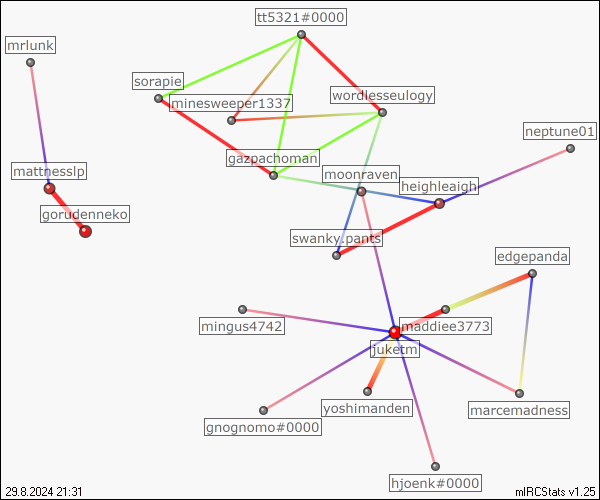 tt5321#0000
mrlunk
sorapie
minesweeper1337
wordlesseulogy
neptune01
gazpachoman
mattnesslp
moonraven
heighleaigh
gorudenneko
swanky.pants
edgepanda
mingus4742
maddiee3773
juketm
yoshimanden
marcemadness
gnognomo#0000
hjoenk#0000
29.8.2024 21:31
mIRCStats v1.25